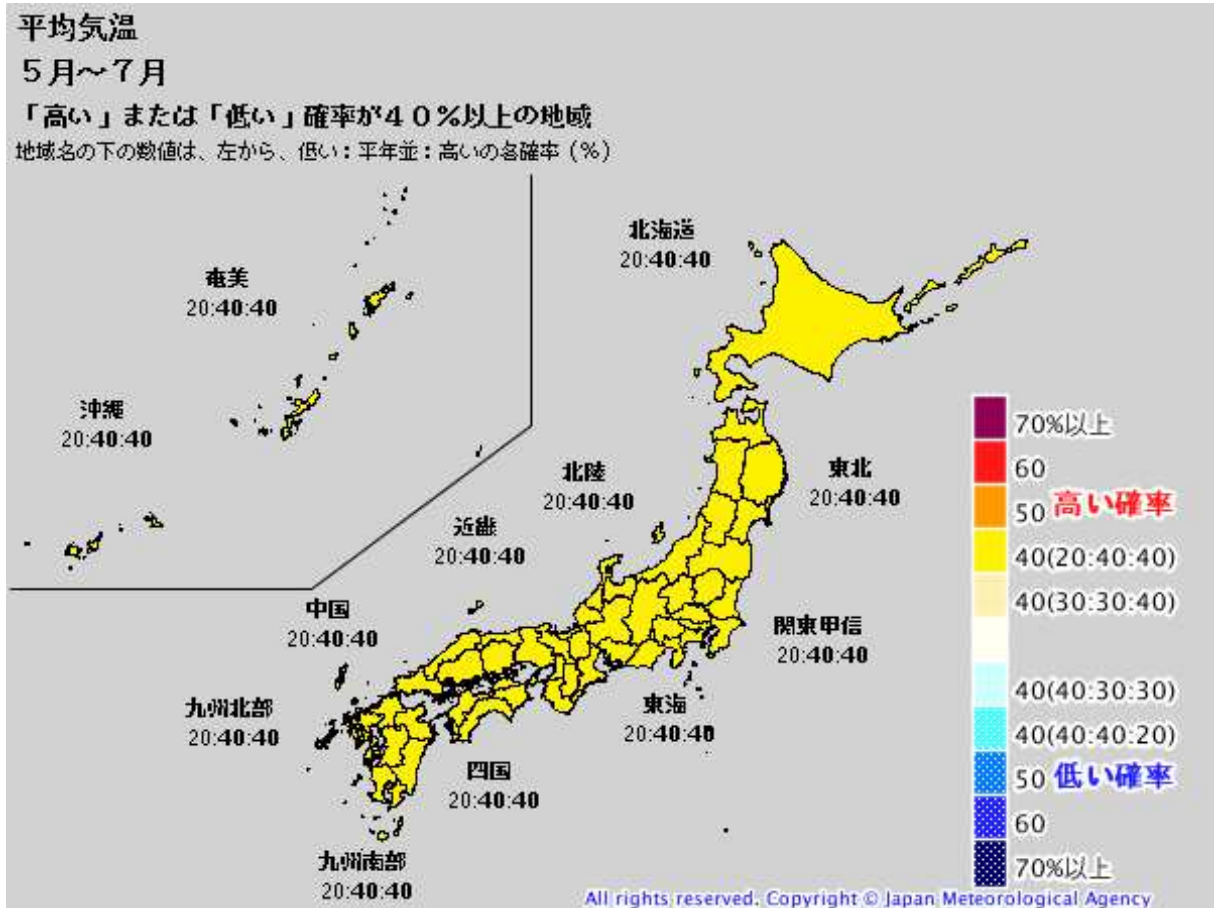 平均気温
5月～7月
「高い」または「低い」確率が40%以上の地域
地域名の下の数値は、左から、低い：平年並：高いの各確率（%）
北海道
20:40:40
奄美
20:40:40
沖縄
20:40:40
北陸
20:40:40
東北
20:40:40
近畿
20:40:40
中国
20:40:40
関東甲信
20:40:40
九州北部
20:40:40
東海
20:40:40
四国
20:40:40
九州南部
20:40:40
70%以上
60
50 高い確率
40(20:40:40)
40(30:30:40)
40(40:30:30)
40(40:40:20)
50 低い確率
60
70%以上
All rights reserved. Copyright © Japan Meteorological Agency